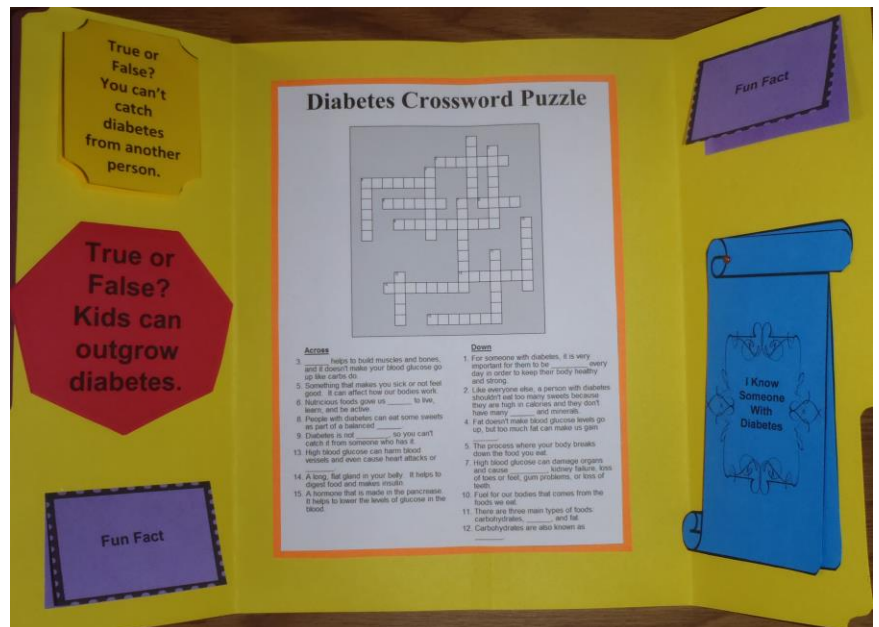 True or
False?
You can't
catch
diabetes
from another
person.
True or
False?
Kids can
outgrow
diabetes.
Fun Fact
Diabetes Crossword Puzzle
Across
3. ______ helps to build muscles and bones,
and it doesn't make your blood glucose go
up like carbs do.
5. Something that makes you sick or not feel
good. It can affect how our bodies work.
6. Nutricious foods gove us ______ to live,
learn, and be active.
8. People with diabetes can eat some sweets
as part of a balanced ______.
9. Diabetes is not ________, so you can't
catch it from someone who has it.
13. High blood glucose can harm blood
vessels and even cause heart attacks or
________.
14. A long, flat gland in your belly. It helps to
digest food and makes insulin.
15. A hormone that is made in the pancrease.
It helps to lower the levels of glucose in the
blood.
Down
1. For someone with diabetes, it is very
important for them to be ________ every
day in order to keep their body healthy
and strong.
2. Like everyone else, a person with diabetes
shouldn't eat too many sweets because
they are high in calories and they don't
have many ______ and minerals.
4. Fat doesn't make blood glucose levels go
up, but too much fat can make us gain
______.
5. The process where your body breaks
down the food you eat.
7. High blood glucose can damage organs
and cause _________, kidney failure, loss
of toes or feet, gum problems, or loss of
teeth.
10. Fuel for our bodies that comes from the
foods we eat.
11. There are three main types of foods:
carbohydrates, ______, and fat.
12. Carbohydrates are also known as
_______.
Fun Fact
I Know
Someone
With
Diabetes